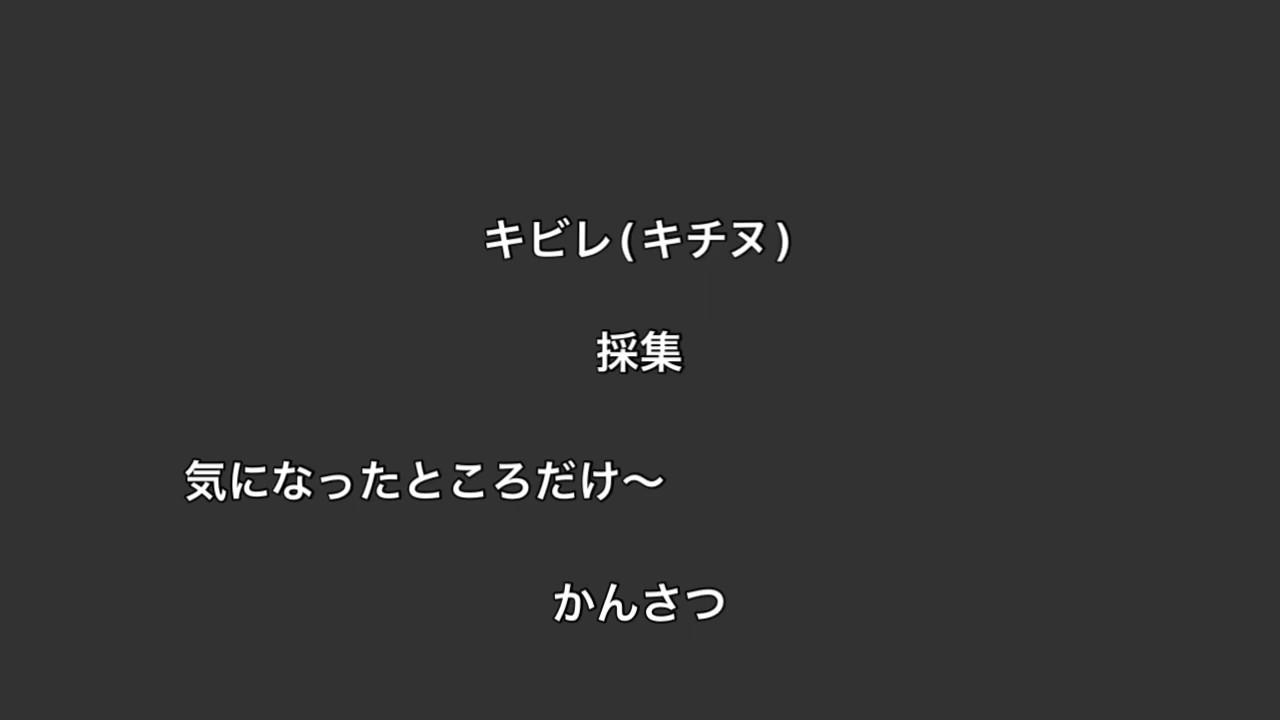 キビレ(キチヌ)
採集
気になったところだけ〜
かんさつ